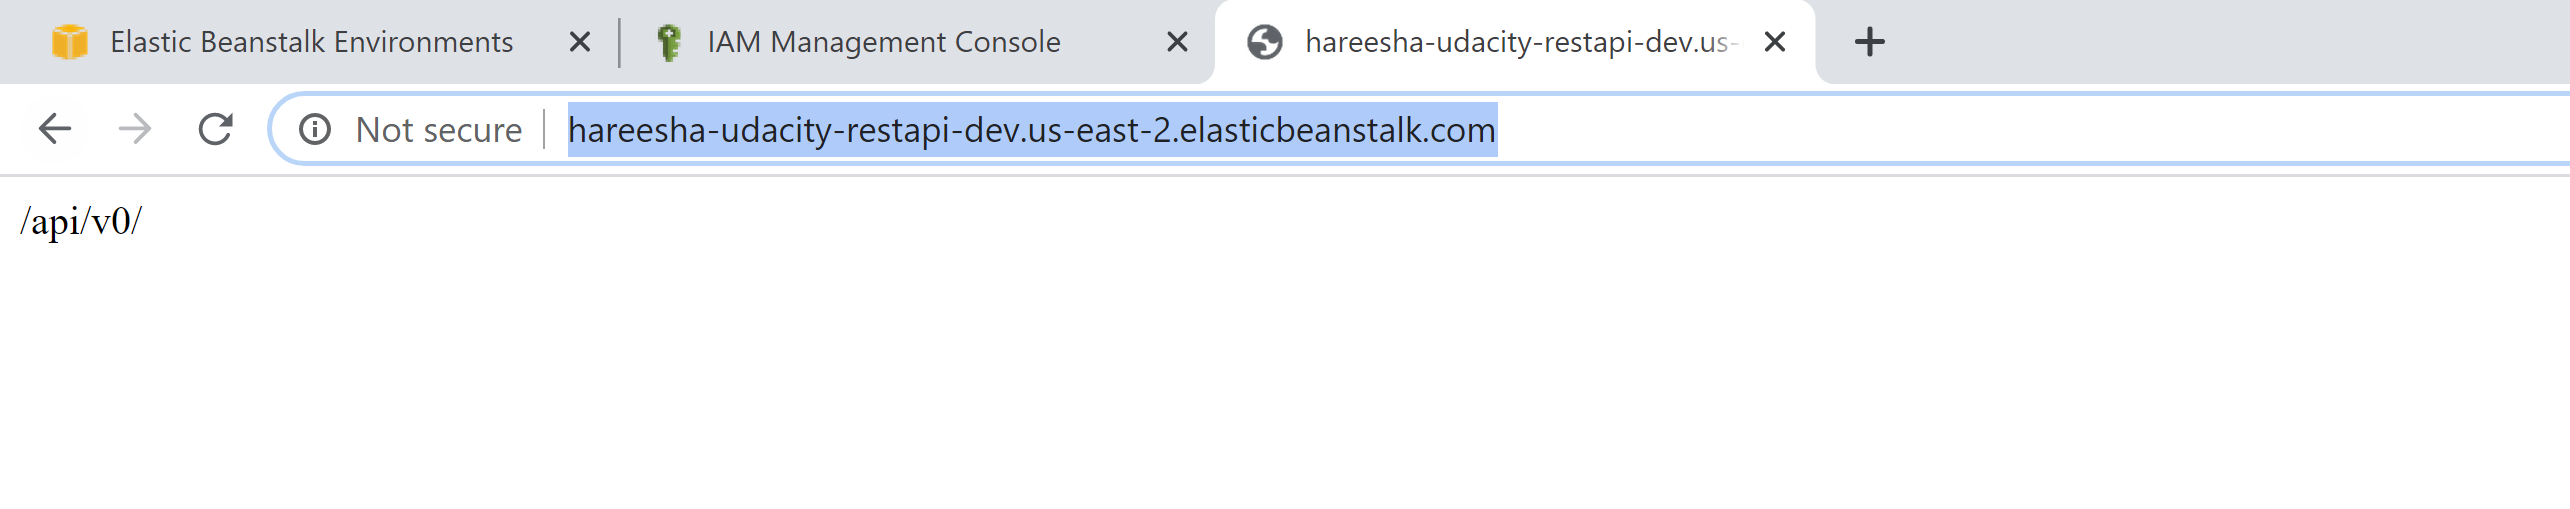 Elastic Beanstalk Environments
IAM Management Console
hareesha-udacity-restapi-dev.us-
Not secure
hareesha-udacity-restapi-dev.us-east-2.elasticbeanstalk.com
/api/v0/